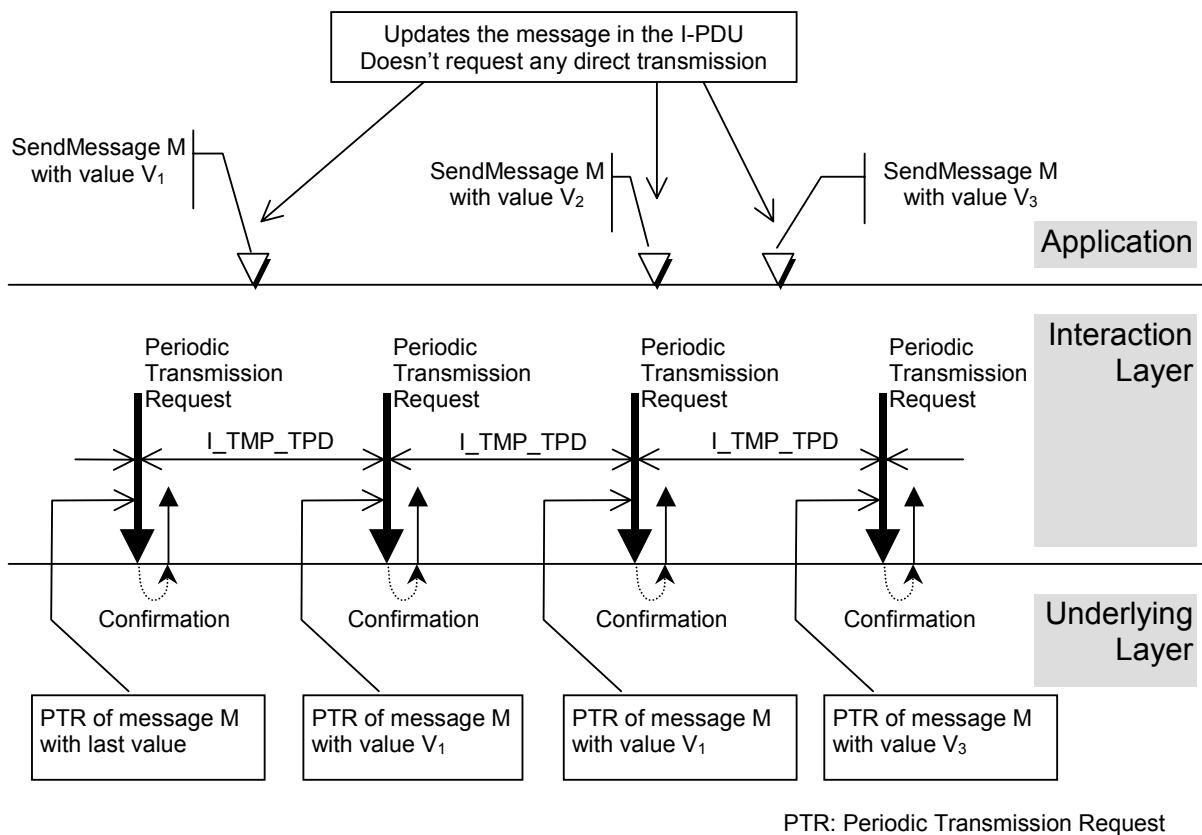 Updates the message in the I-PDU
Doesn't request any direct transmission
SendMessage M
with value V₁
SendMessage M
with value V₂
SendMessage M
with value V₃
Application
Interaction
Layer
Periodic
Transmission
Request
Periodic
Transmission
Request
Periodic
Transmission
Request
Periodic
Transmission
Request
I_TMP_TPD
I_TMP_TPD
I_TMP_TPD
Confirmation
Confirmation
Confirmation
Confirmation
Underlying
Layer
PTR of message M
with last value
PTR of message M
with value V₁
PTR of message M
with value V₁
PTR of message M
with value V₃
PTR: Periodic Transmission Request